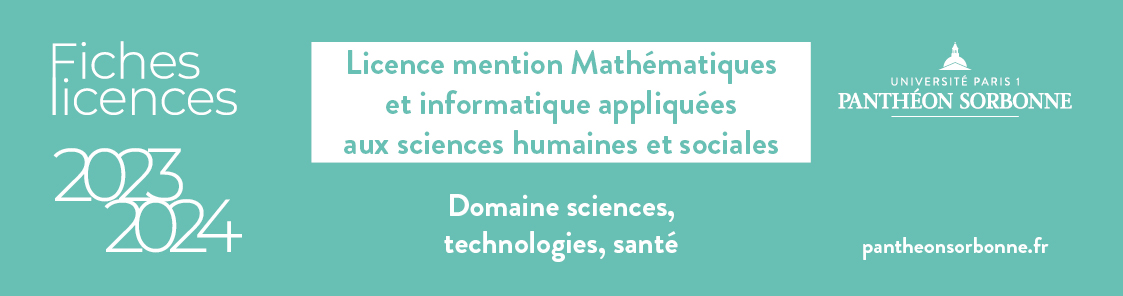 Fiches
licences
2023
2024
Licence mention Mathématiques
et informatique appliquées
aux sciences humaines et sociales
Domaine sciences,
technologies, santé
UNIVERSITÉ PARIS 1
PANTHÉON SORBONNE
pantheonsorbonne.fr